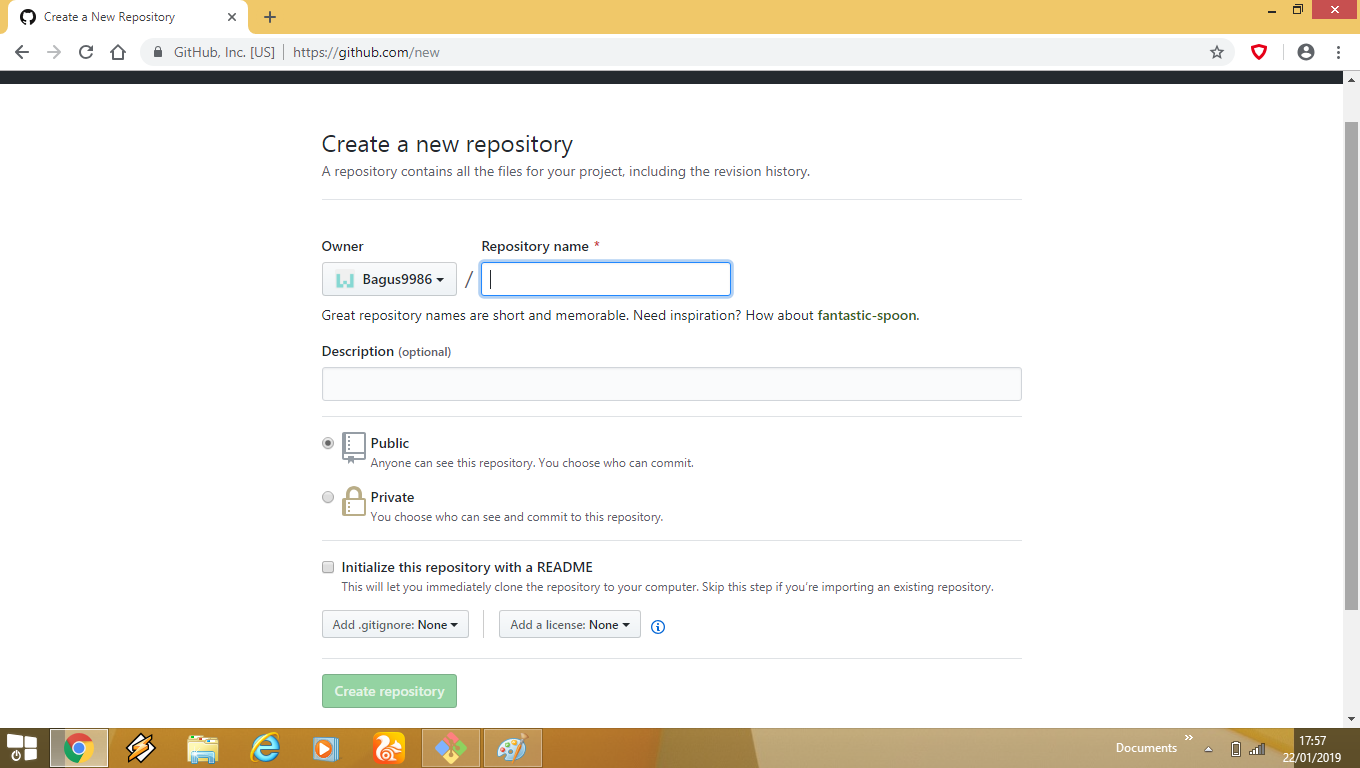 Create a New Repository
GitHub, Inc. [US] https://github.com/new
Create a new repository
A repository contains all the files for your project, including the revision history.
Owner Repository name *
Bagus9986 /
Great repository names are short and memorable. Need inspiration? How about fantastic-spoon.
Description (optional)
Public
Anyone can see this repository. You choose who can commit.
Private
You choose who can see and commit to this repository.
Initialize this repository with a README
This will let you immediately clone the repository to your computer. Skip this step if you’re importing an existing repository.
Add .gitignore: None Add a license: None
Create repository
Documents
17:57
22/01/2019